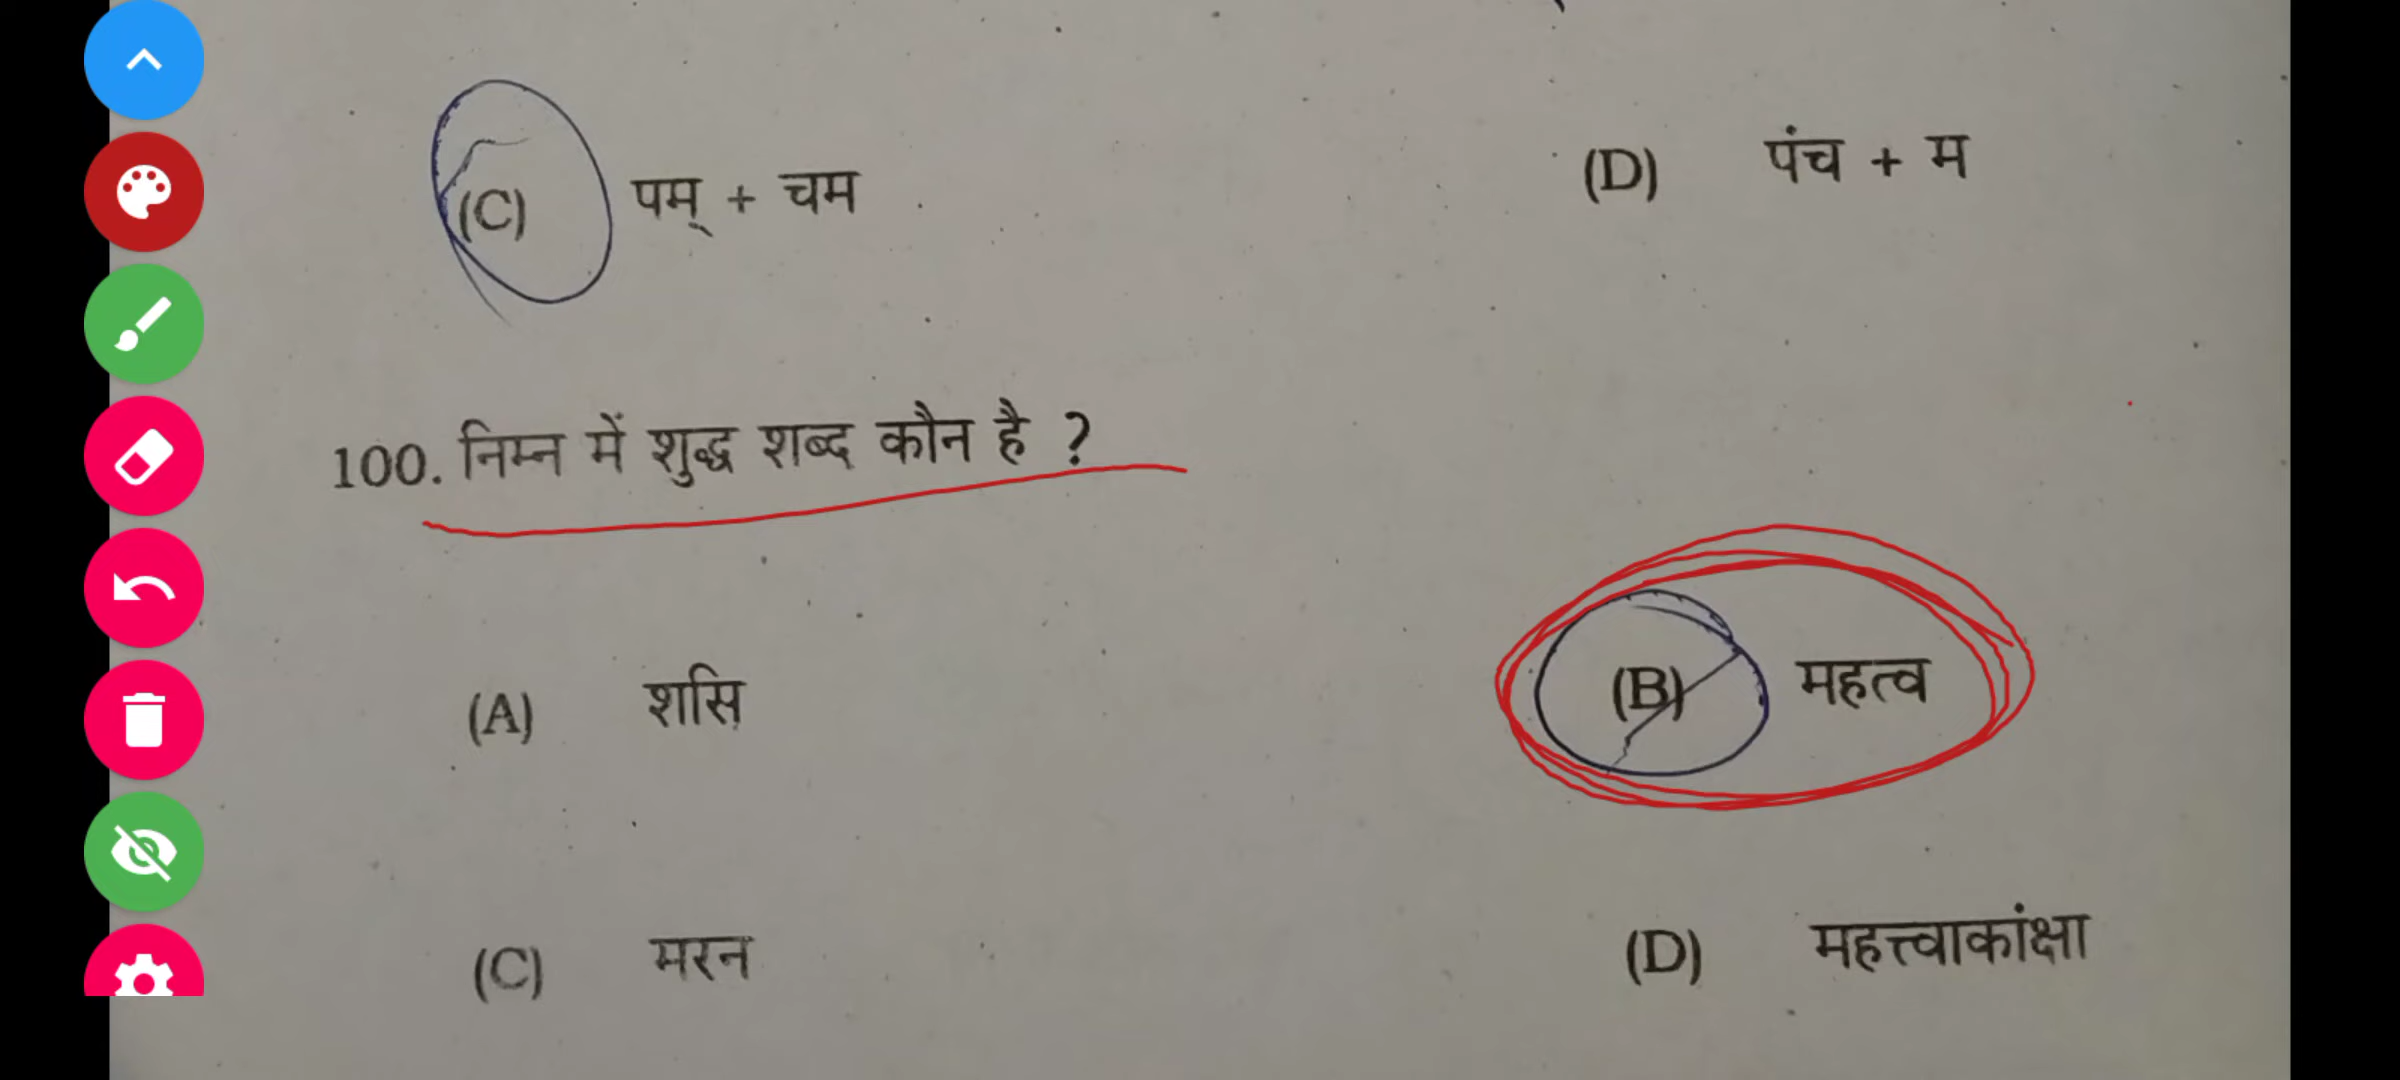 (C) पम् + चम (D) पंच + म
100. निम्न में शुद्ध शब्द कौन है ?
(A) शसि (B) महत्व
(C) मरन (D) महत्त्वाकांक्षा